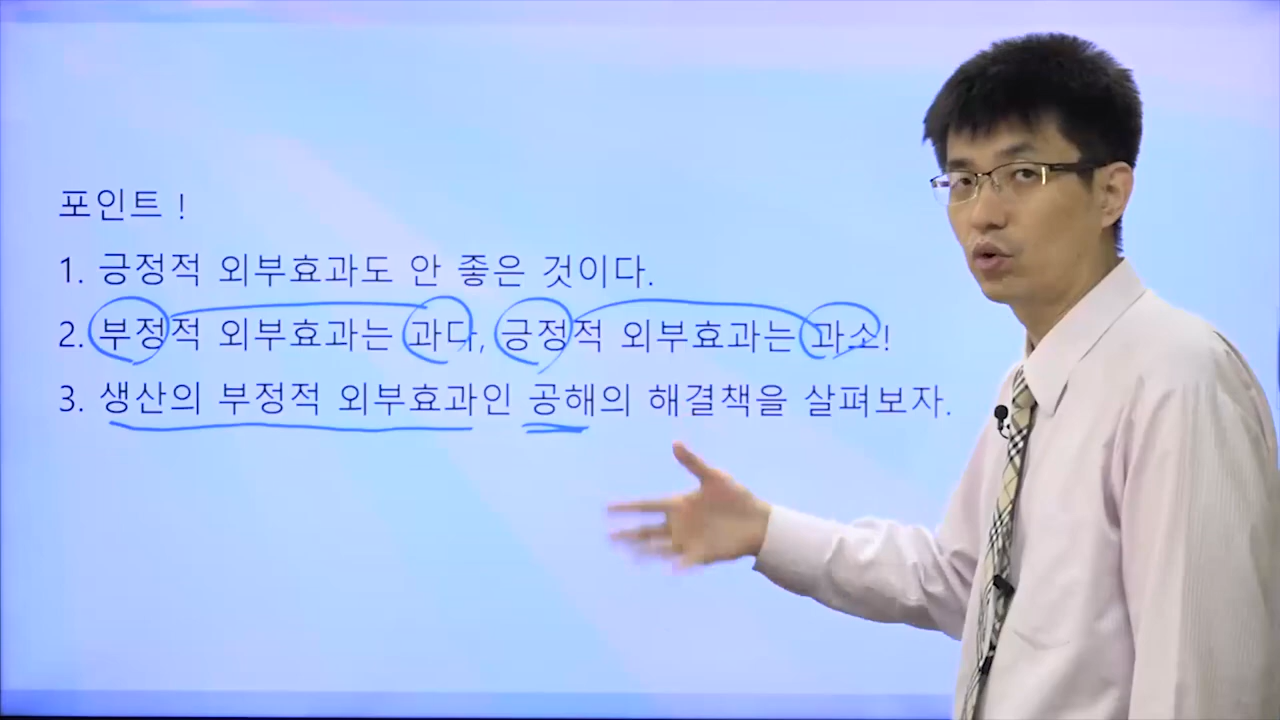 포인트 !
1. 긍정적 외부효과도 안 좋은 것이다.
2. 부정적 외부효과는 과다, 긍정적 외부효과는 과소!
3. 생산의 부정적 외부효과인 공해의 해결책을 살펴보자.